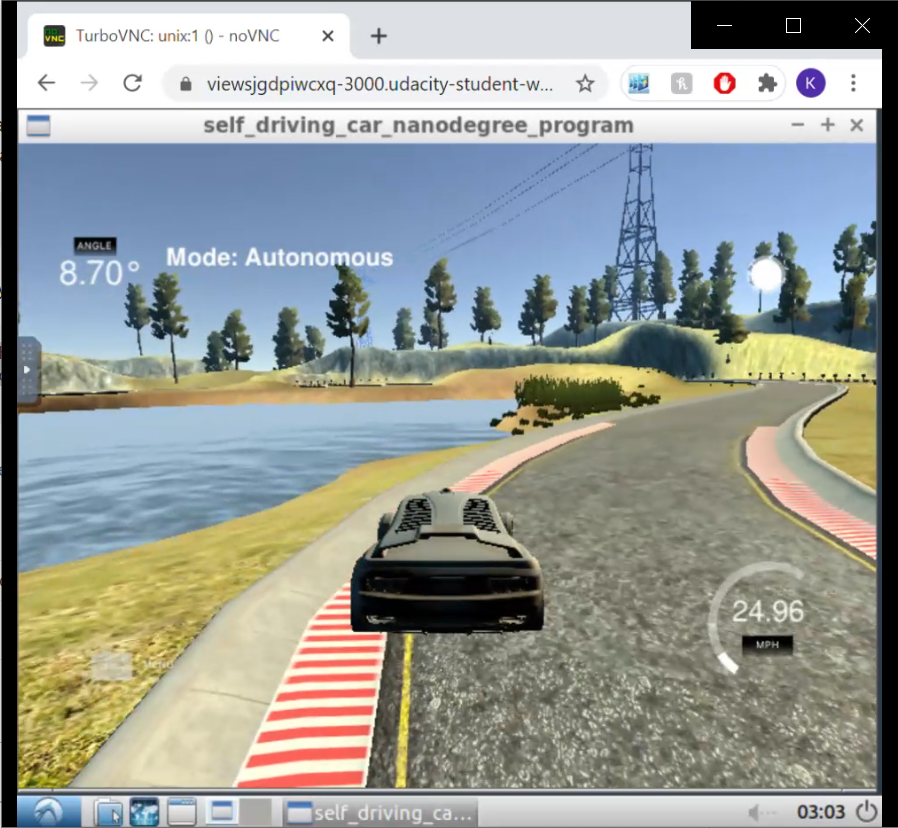 TurboVNC: unix:1 () - noVNC
viewsjgdpiwcxq-3000.udacity-student-w...
K
self_driving_car_nanodegree_program
ANGLE
8.70°
Mode: Autonomous
24.96
MPH
Menu
self_driving_ca...
03:03